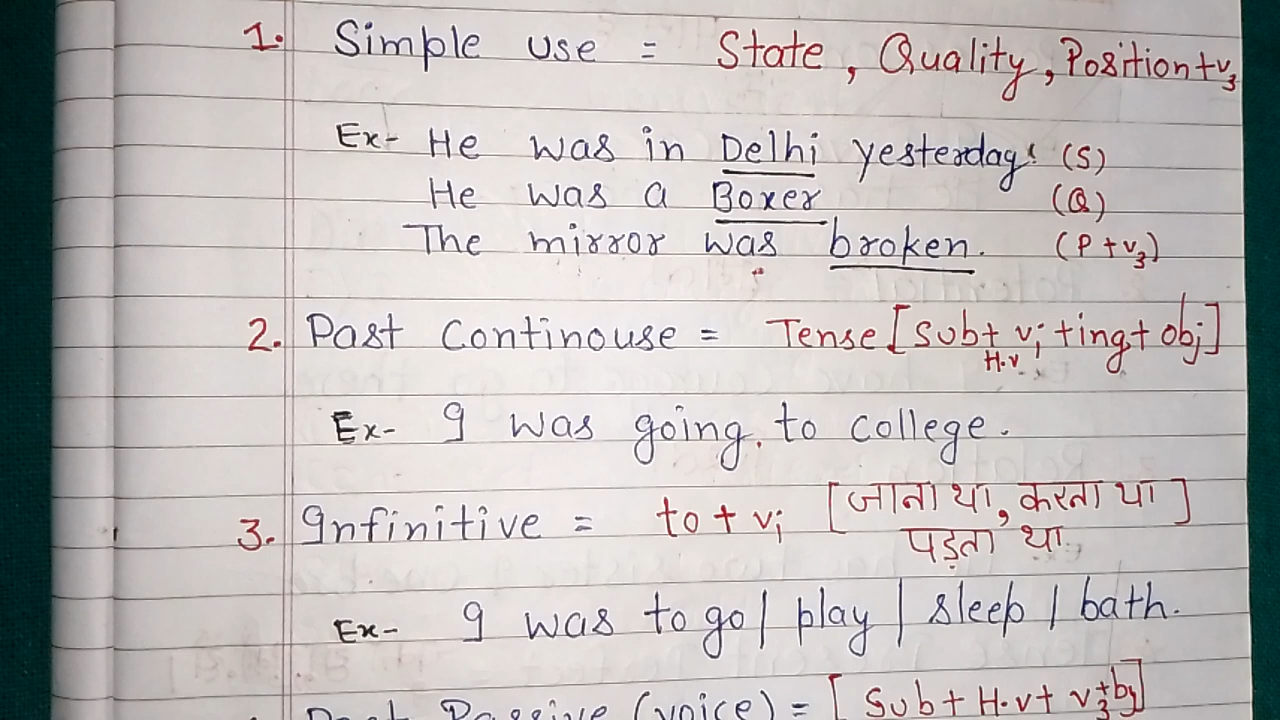 1. Simple use = State, Quality, Position+v3
Ex- He was in Delhi yesterday. (S)
He was a Boxer (Q)
The mirror was broken. (P+v3)
2. Past Continouse = Tense [Sub+ v1 +ing+ obj]
H.v
Ex- I was going to college.
3. Infinitive = to + v1 [जाना था, करना था]
पड़ता था
Ex- I was to go / play / sleep / bath.
Past Passive (voice) = [Sub+ H.v+ v3+by]